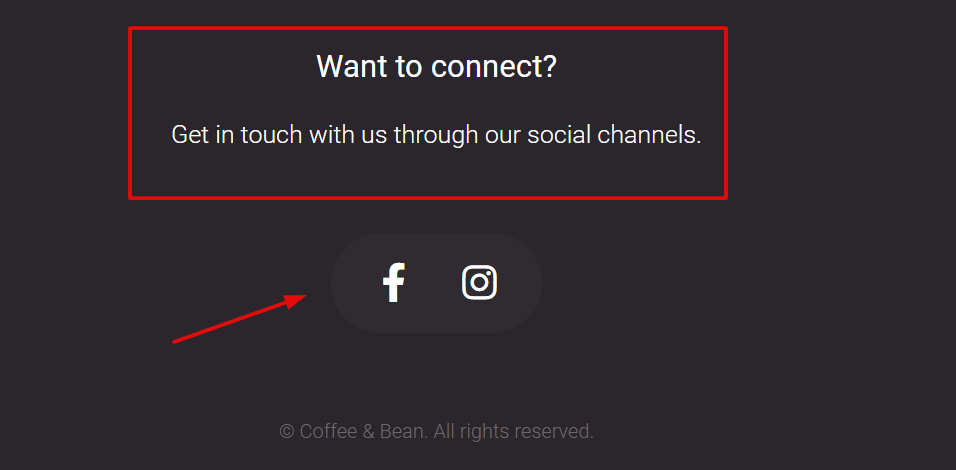 Want to connect?
Get in touch with us through our social channels.
© Coffee & Bean. All rights reserved.